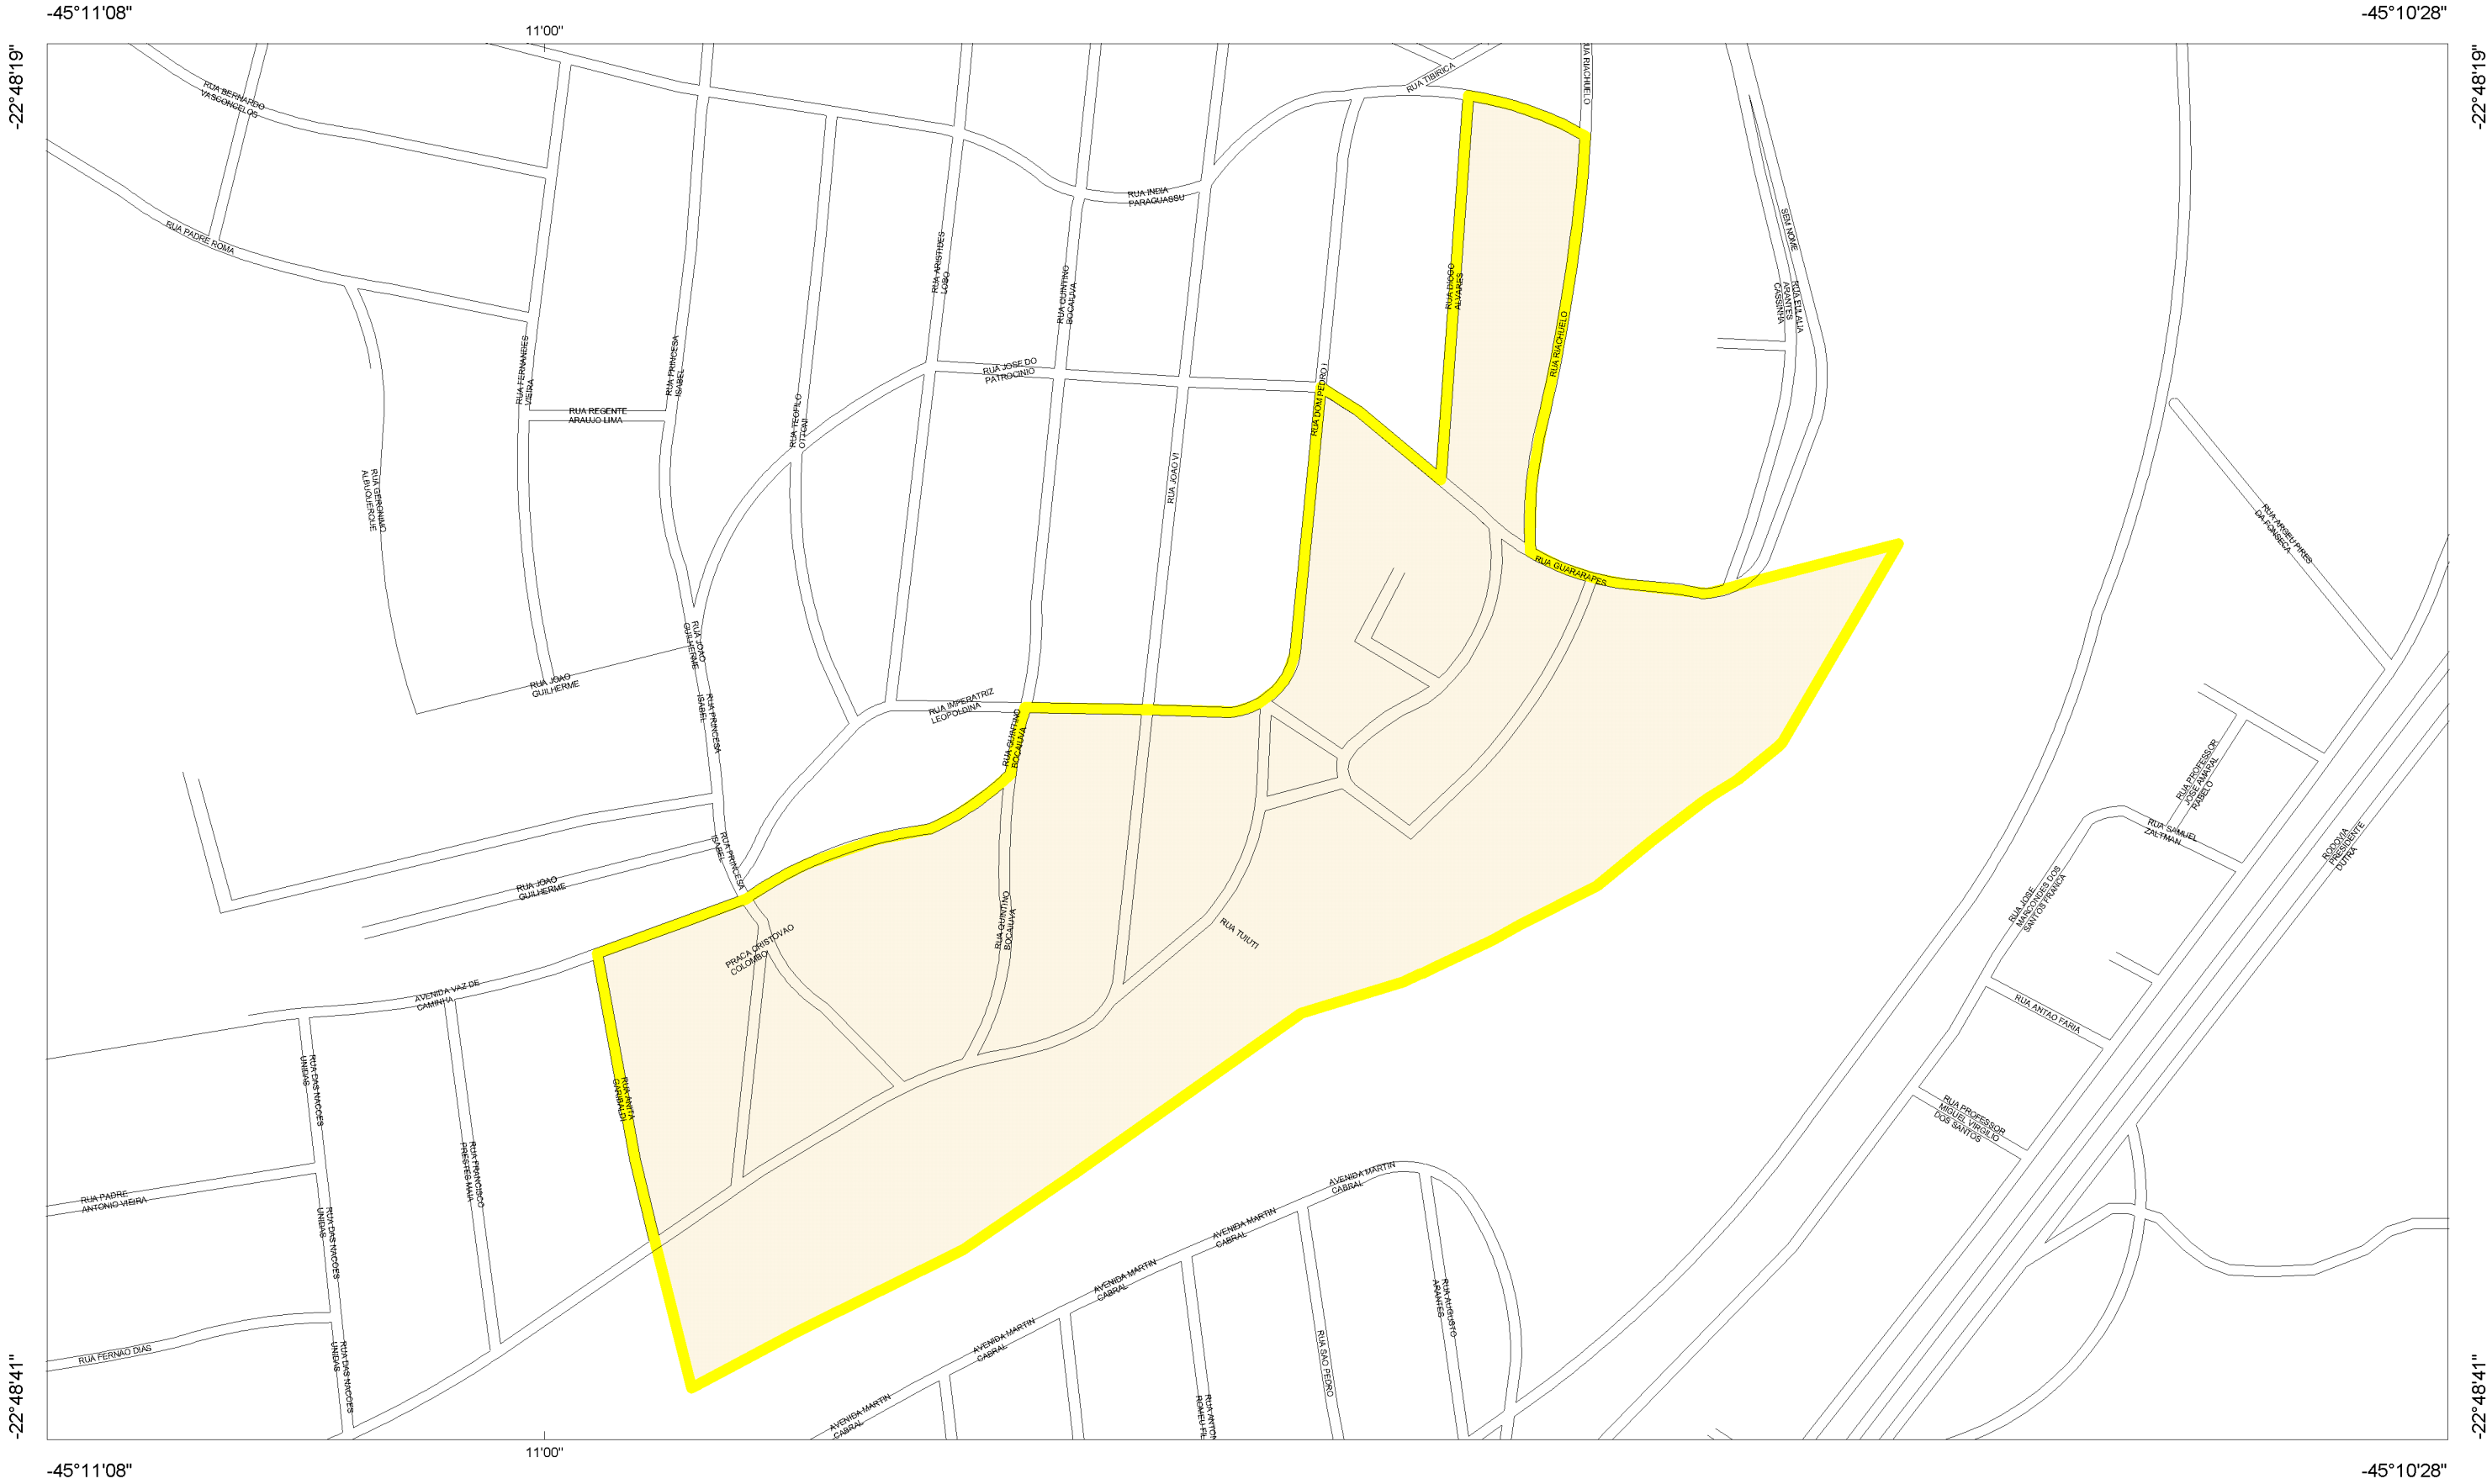 -45°11'08"
-45°10'28"
11'00"
-22°48'19"
-22°48'19"
RUA BERNARDO
VASCONCELOS
RUA TIBIRICA
RUA RIACHUELO
RUA INDIA
PARAGUASSU
RUA PADRE ROMA
SEM NOME
RUA EULALIA
ARANTES
CASSINHA
RUA ARISTIDES
LOBO
RUA QUINTINO
BOCAIUVA
RUA DIOGO
ALVARES
RUA RIACHUELO
RUA FERNANDES
VIEIRA
RUA PRINCESA
ISABEL
RUA JOSE DO
PATROCINIO
RUA DOM PEDRO I
RUA REGENTE
ARAUJO LIMA
RUA TEOFILO
OTTONI
RUA JOAO VI
RUA GERONIMO
ALBUQUERQUE
RUA ARGEU PIRES
DA FONSECA
RUA GUARARAPES
RUA JOAO
GUILHERME
RUA JOAO
GUILHERME
RUA PRINCESA
ISABEL
RUA IMPERATRIZ
LEOPOLDINA
RUA QUINTINO
BOCAIUVA
RUA PROFESSOR
JOSE AMARAL
RABELO
RUA SAMUEL
ZALTMAN
RODOVIA
PRESIDENTE
DUTRA
RUA PRINCESA
ISABEL
RUA JOAO
GUILHERME
RUA JOSE
MARCONDES DOS
SANTOS FRANCA
RUA QUINTINO
BOCAIUVA
RUA TUIUTI
PRACA CRISTOVAO
COLOMBO
AVENIDA VAZ DE
CAMINHA
RUA ANTAO FARIA
RUA DAS NACOES
UNIDAS
RUA ANITA
GARIBALDI
RUA PROFESSOR
MIGUEL VIRGILIO
DOS SANTOS
RUA FRANCISCO
PRESTES MAIA
RUA PADRE
ANTONIO VIEIRA
AVENIDA MARTIN
CABRAL
AVENIDA MARTIN
CABRAL
RUA DAS NACOES
UNIDAS
AVENIDA MARTIN
CABRAL
RUA AUGUSTO
ARANTES
AVENIDA MARTIN
CABRAL
RUA SAO PEDRO
RUA FERNAO DIAS
RUA DAS NACOES
UNIDAS
AVENIDA MARTIN
CABRAL
RUA ANTON
ROMEU FIL
-22°48'41"
-22°48'41"
11'00"
-45°11'08"
-45°10'28"